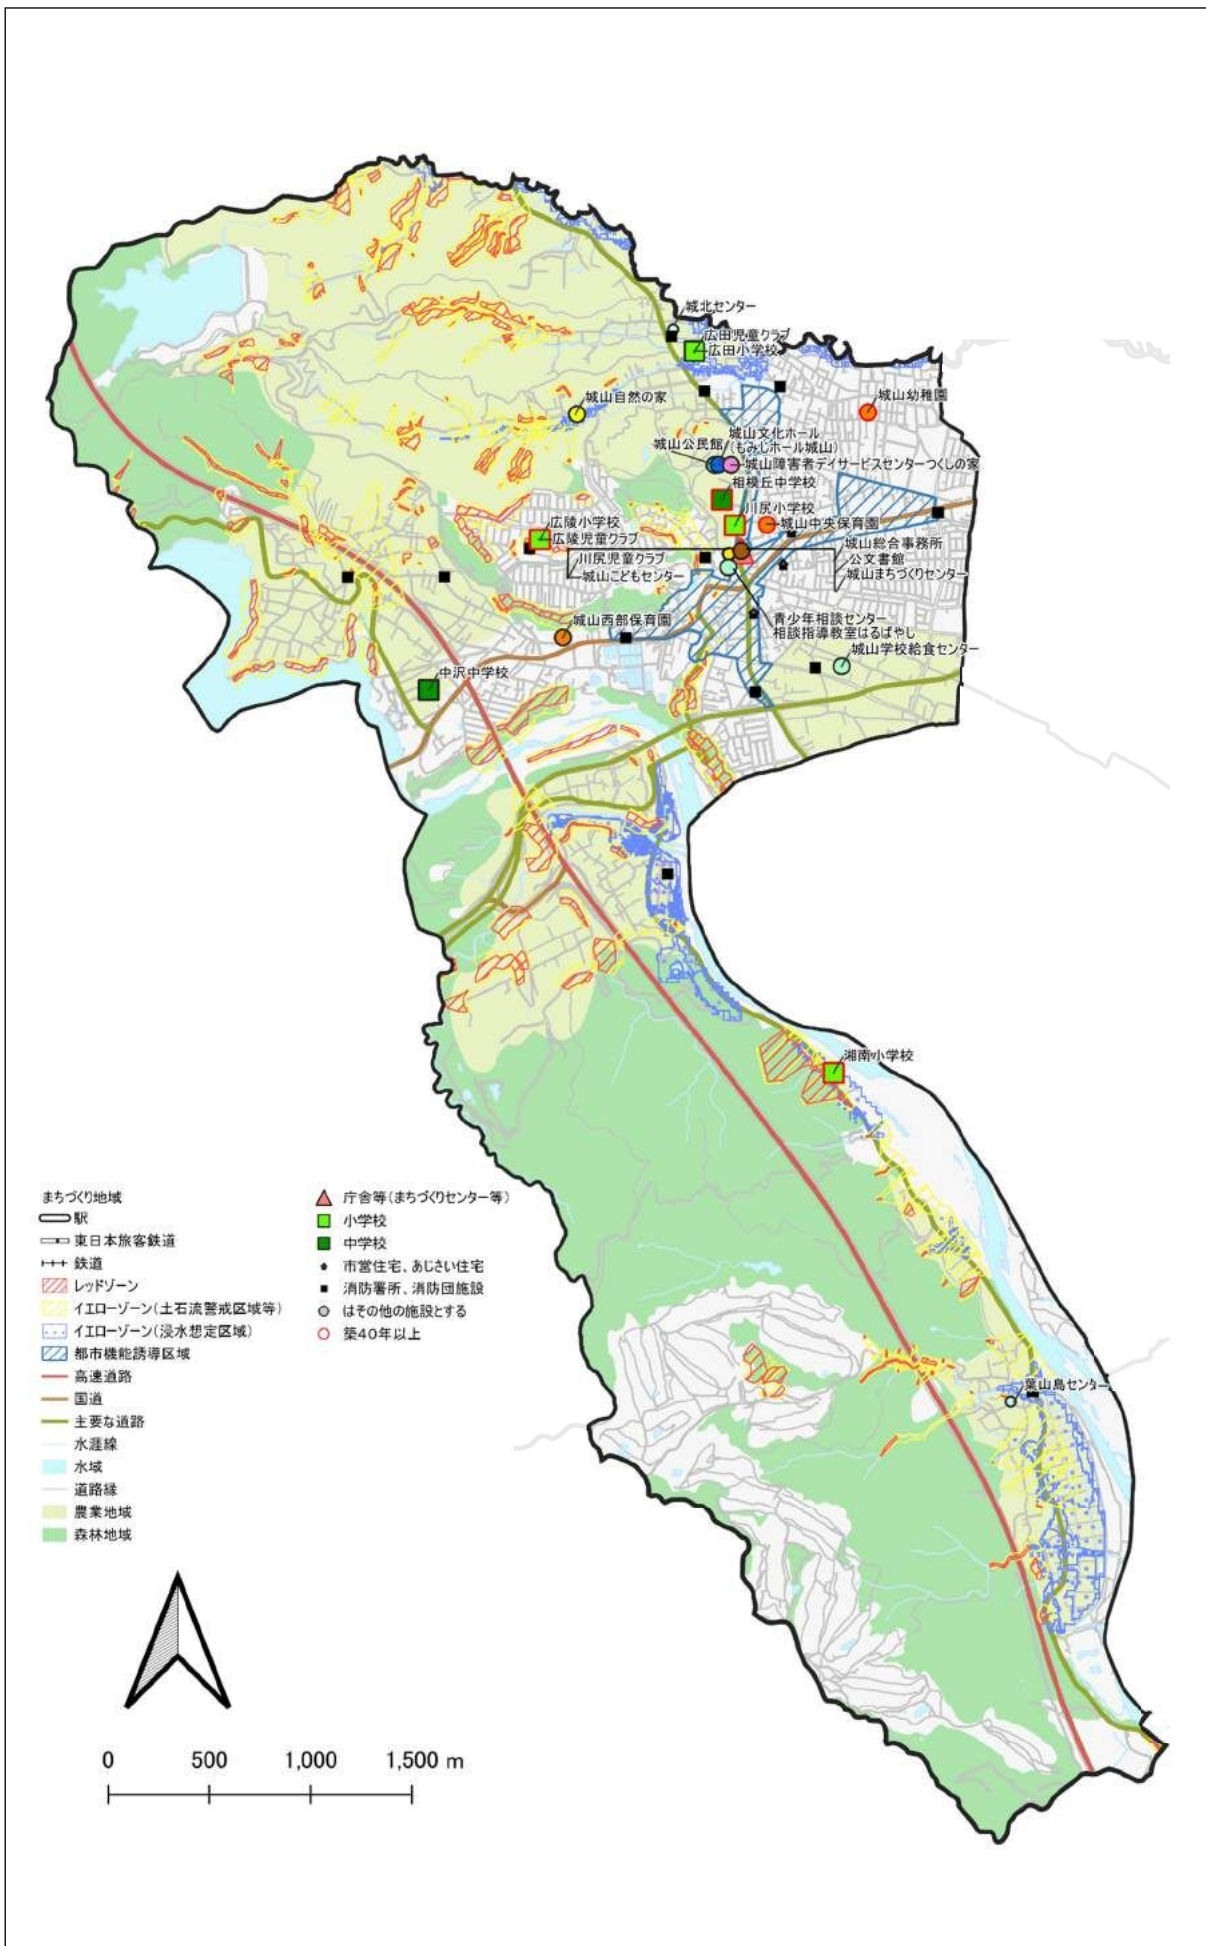 城北センター
広田児童クラブ
広田小学校
城山自然の家
城山幼稚園
城山文化ホール
(もみじホール城山)
城山公民館
城山障害者デイサービスセンターつくしの家
相模丘中学校
川尻小学校
広陵小学校
城山中央保育園
広陵児童クラブ
城山総合事務所
川尻児童クラブ
公文書館
城山こどもセンター
城山まちづくりセンター
青少年相談センター
城山西部保育園
相談指導教室はるばやし
城山学校給食センター
中沢中学校
湘南小学校
葉山島センター
まちづくり地域
駅
東日本旅客鉄道
鉄道
レッドゾーン
イエローゾーン(土石流警戒区域等)
イエローゾーン(浸水想定区域)
都市機能誘導区域
高速道路
国道
主要な道路
水涯線
水域
道路縁
農業地域
森林地域
庁舎等(まちづくりセンター等)
小学校
中学校
市営住宅、あじさい住宅
消防署所、消防団施設
はその他の施設とする
築40年以上
0 500 1,000 1,500 m